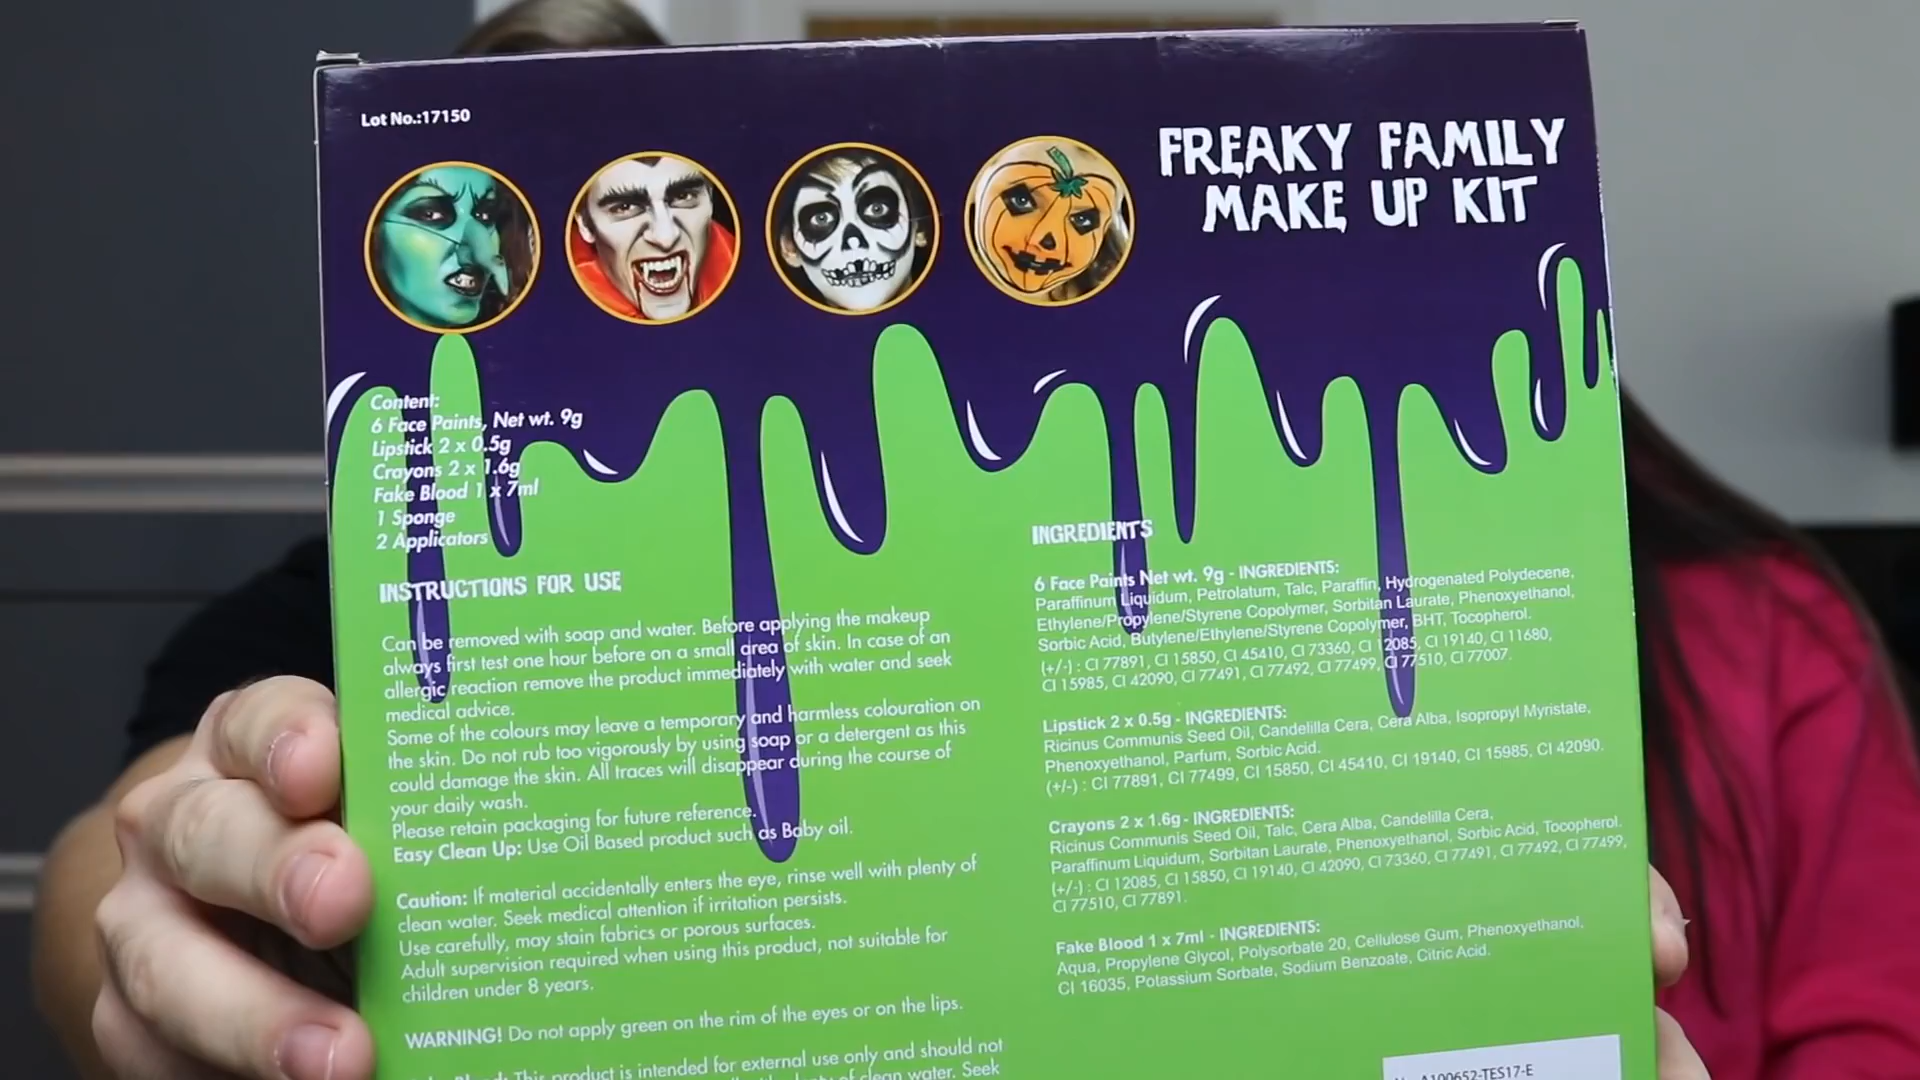 Lot No.:17150
FREAKY FAMILY
MAKE UP KIT
Content:
6 Face Paints, Net wt. 9g
Lipstick 2 x 0.5g
Crayons 2 x 1.6g
Fake Blood 1 x 7ml
1 Sponge
2 Applicators
INSTRUCTIONS FOR USE
Can be removed with soap and water. Before applying the makeup
always first test one hour before on a small area of skin. In case of an
allergic reaction remove the product immediately with water and seek
medical advice.
Some of the colours may leave a temporary and harmless colouration on
the skin. Do not rub too vigorously by using soap or a detergent as this
could damage the skin. All traces will disappear during the course of
your daily wash.
Please retain packaging for future reference.
Easy Clean Up: Use Oil Based product such as Baby oil.
Caution: If material accidentally enters the eye, rinse well with plenty of
clean water. Seek medical attention if irritation persists.
Use carefully, may stain fabrics or porous surfaces.
Adult supervision required when using this product, not suitable for
children under 8 years.
WARNING! Do not apply green on the rim of the eyes or on the lips.
Blood: This product is intended for external use only and should not
of clean water. Seek
INGREDIENTS
6 Face Paints Net wt. 9g - INGREDIENTS:
Paraffinum Liquidum, Petrolatum, Talc, Paraffin, Hydrogenated Polydecene,
Ethylene/Propylene/Styrene Copolymer, Sorbitan Laurate, Phenoxyethanol,
Sorbic Acid, Butylene/Ethylene/Styrene Copolymer, BHT, Tocopherol.
(+/-) : CI 77891, CI 15850, CI 45410, CI 73360, CI 12085, CI 19140, CI 11680,
CI 15985, CI 42090, CI 77491, CI 77492, CI 77499, CI 77510, CI 77007.
Lipstick 2 x 0.5g - INGREDIENTS:
Ricinus Communis Seed Oil, Candelilla Cera, Cera Alba, Isopropyl Myristate,
Phenoxyethanol, Parfum, Sorbic Acid.
(+/-) : CI 77891, CI 77499, CI 15850, CI 45410, CI 19140, CI 15985, CI 42090.
Crayons 2 x 1.6g - INGREDIENTS:
Ricinus Communis Seed Oil, Talc, Cera Alba, Candelilla Cera,
Paraffinum Liquidum, Sorbitan Laurate, Phenoxyethanol, Sorbic Acid, Tocopherol.
(+/-) : CI 12085, CI 15850, CI 19140, CI 42090, CI 73360, CI 77491, CI 77492, CI 77499,
CI 77510, CI 77891.
Fake Blood 1 x 7ml - INGREDIENTS:
Aqua, Propylene Glycol, Polysorbate 20, Cellulose Gum, Phenoxyethanol,
CI 16035, Potassium Sorbate, Sodium Benzoate, Citric Acid.
A100652-TES17-E